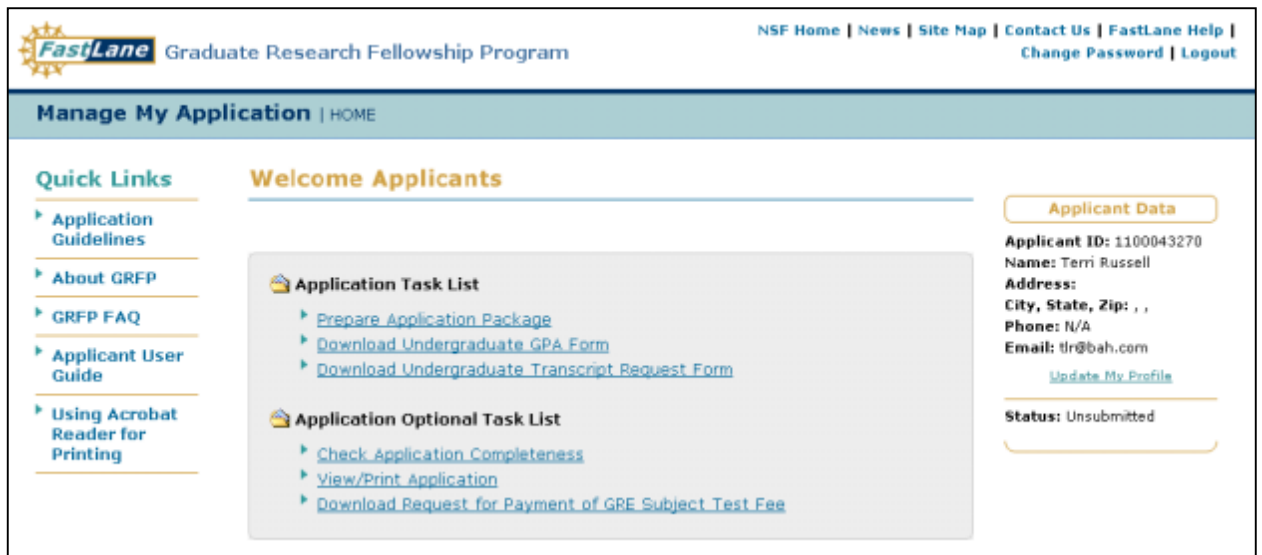 FastLane Graduate Research Fellowship Program
NSF Home | News | Site Map | Contact Us | FastLane Help |
Change Password | Logout
Manage My Application | HOME
Quick Links
Application
Guidelines
About GRFP
GRFP FAQ
Applicant User
Guide
Using Acrobat
Reader for
Printing
Welcome Applicants
Application Task List
Prepare Application Package
Download Undergraduate GPA Form
Download Undergraduate Transcript Request Form
Application Optional Task List
Check Application Completeness
View/Print Application
Download Request for Payment of GRE Subject Test Fee
Applicant Data
Applicant ID: 1100043270
Name: Terri Russell
Address:
City, State, Zip: , ,
Phone: N/A
Email: tlr@bah.com
Update My Profile
Status: Unsubmitted